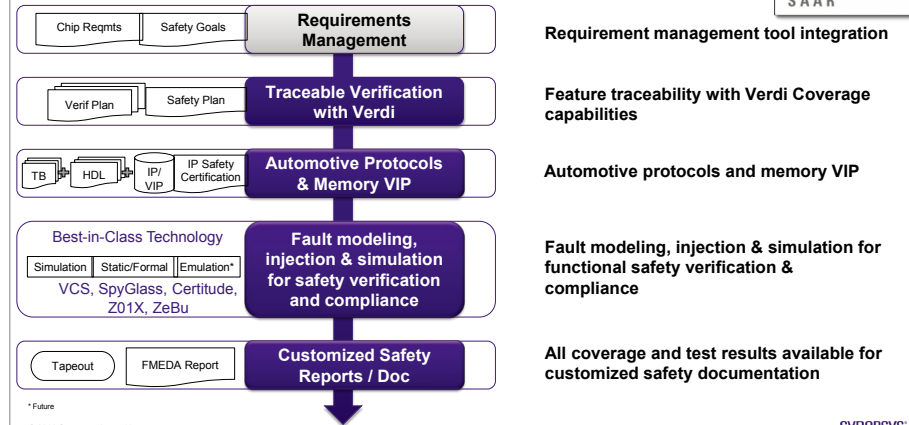 SAAR
Chip Reqmts
Safety Goals
Requirements
Management
Requirement management tool integration
Verif Plan
Safety Plan
Traceable Verification
with Verdi
Feature traceability with Verdi Coverage
capabilities
TB
HDL
IP/
VIP
IP Safety
Certification
Automotive Protocols
& Memory VIP
Automotive protocols and memory VIP
Best-in-Class Technology
Simulation
Static/Formal
Emulation*
VCS, SpyGlass, Certitude,
Z01X, ZeBu
Fault modeling,
injection & simulation
for safety verification
and compliance
Fault modeling, injection & simulation for
functional safety verification &
compliance
Tapeout
FMEDA Report
Customized Safety
Reports / Doc
All coverage and test results available for
customized safety documentation
* Future
SYNOPSYS